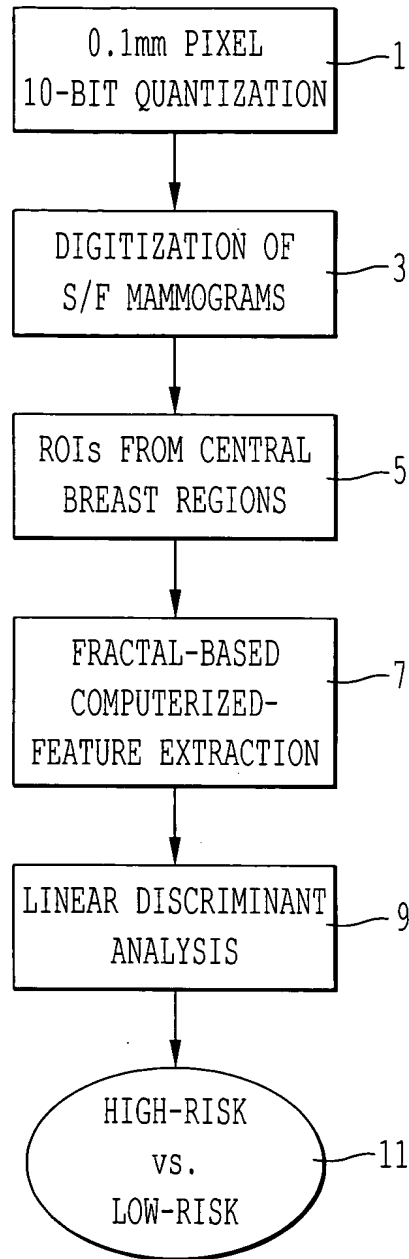 0.1mm PIXEL
10-BIT QUANTIZATION
1
DIGITIZATION OF
S/F MAMMOGRAMS
3
ROIs FROM CENTRAL
BREAST REGIONS
5
FRACTAL-BASED
COMPUTERIZED-
FEATURE EXTRACTION
7
LINEAR DISCRIMINANT
ANALYSIS
9
HIGH-RISK
vs.
LOW-RISK
11